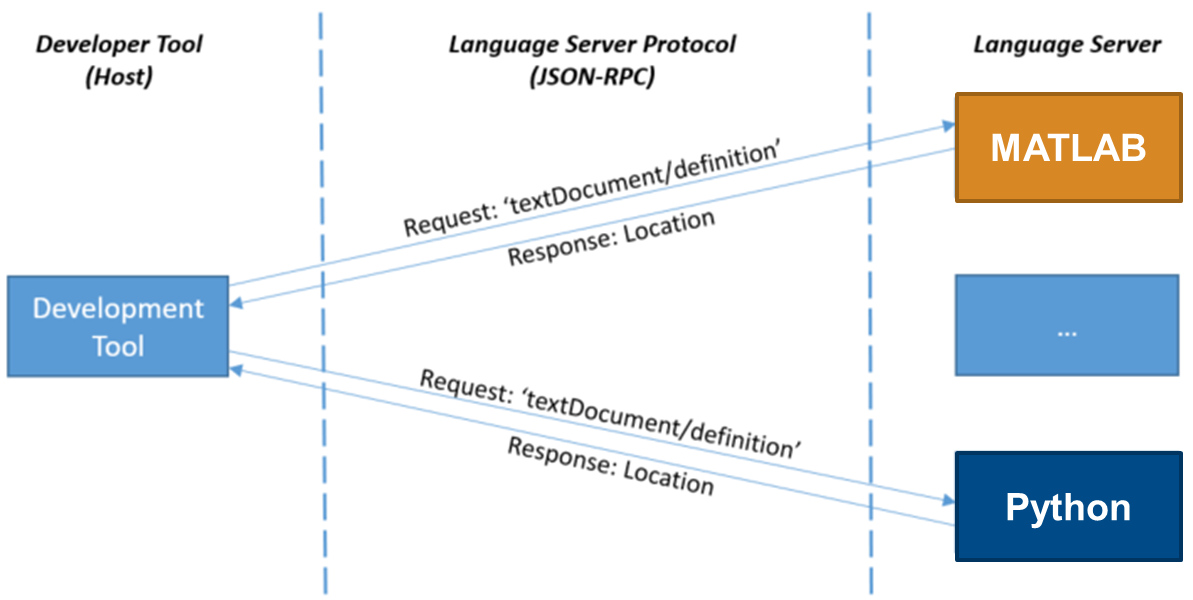 Developer Tool
(Host)
Language Server Protocol
(JSON-RPC)
Language Server
MATLAB
Request: ‘textDocument/definition’
Response: Location
Development
Tool
...
Request: ‘textDocument/definition’
Response: Location
Python